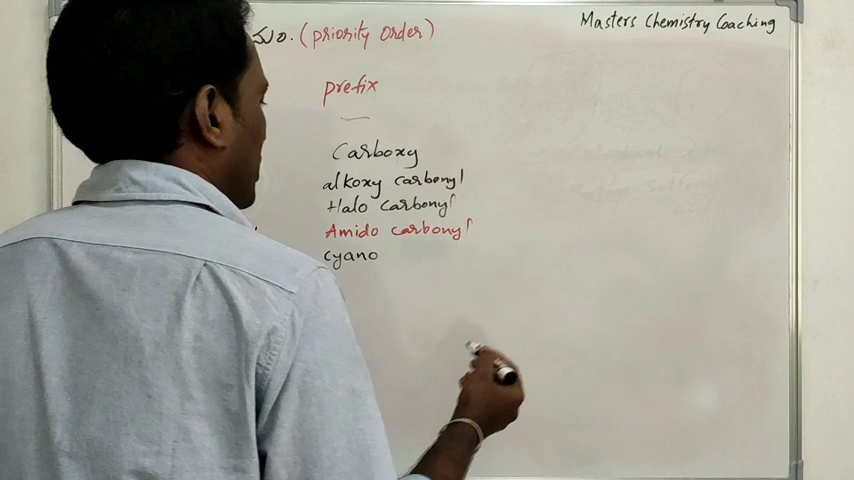 (priority order)
Masters Chemistry Coaching
prefix
Carboxy
alkoxy carbonyl
Halo carbonyl
Amido carbonyl
cyano